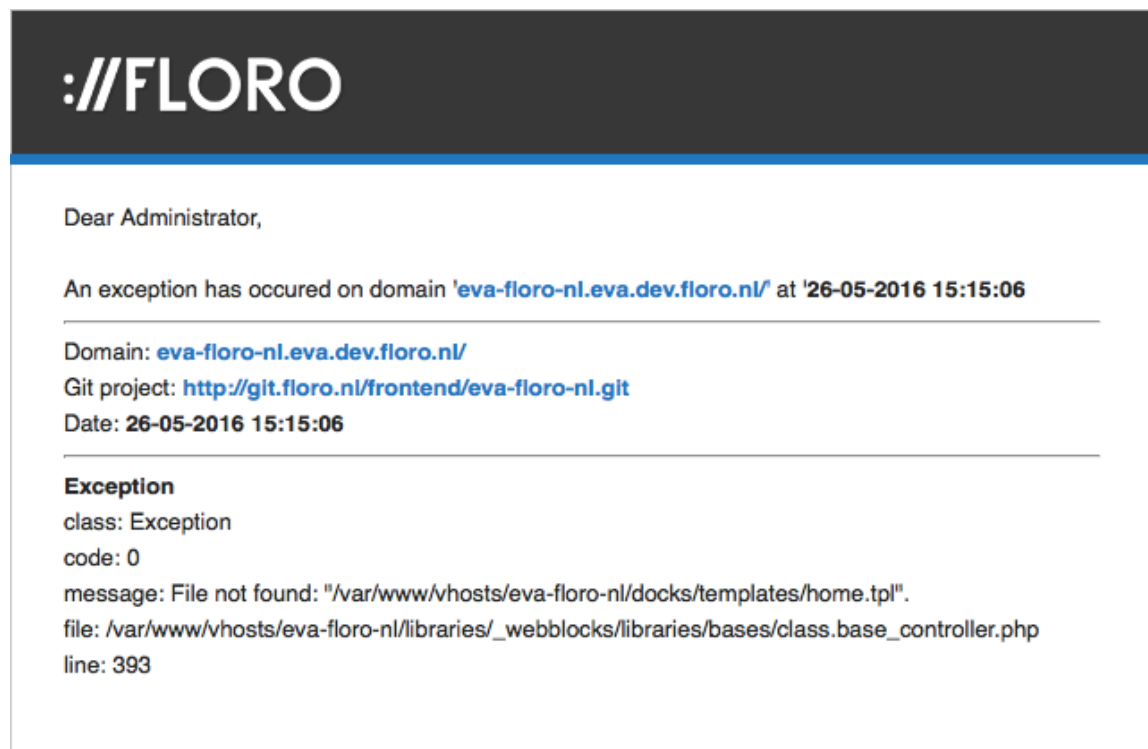 ://FLORO
Dear Administrator,
An exception has occured on domain 'eva-floro-nl.eva.dev.floro.nl/' at '26-05-2016 15:15:06
Domain: eva-floro-nl.eva.dev.floro.nl/
Git project: http://git.floro.nl/frontend/eva-floro-nl.git
Date: 26-05-2016 15:15:06
Exception
class: Exception
code: 0
message: File not found: "/var/www/vhosts/eva-floro-nl/docks/templates/home.tpl".
file: /var/www/vhosts/eva-floro-nl/libraries/_webblocks/libraries/bases/class.base_controller.php
line: 393